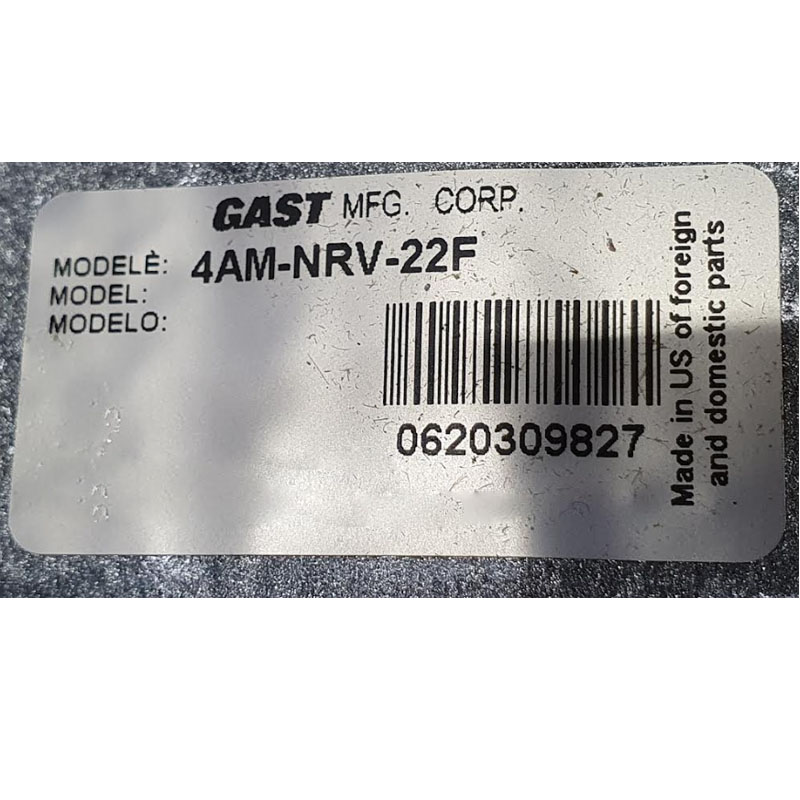 GAST MFG. CORP.
MODELÈ: 4AM-NRV-22F
MODEL:
MODELO:
0620309827
Made in US of foreign
and domestic parts